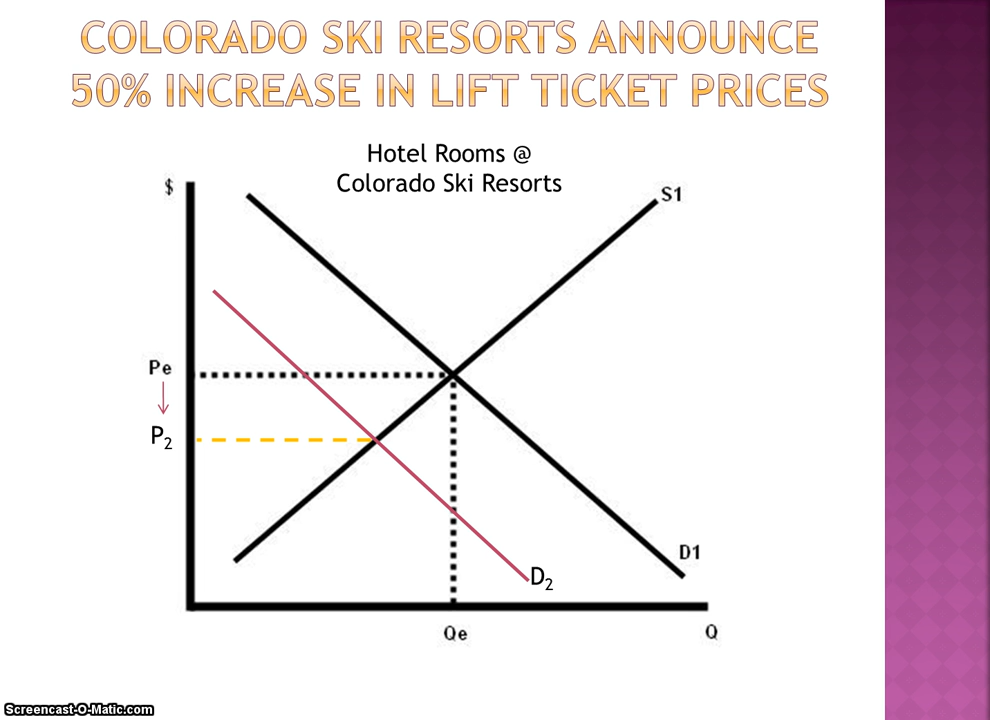 COLORADO SKI RESORTS ANNOUNCE
50% INCREASE IN LIFT TICKET PRICES
Hotel Rooms @
Colorado Ski Resorts
$
S1
Pe
P2
D1
D2
Qe
Q
Screencast-O-Matic.com